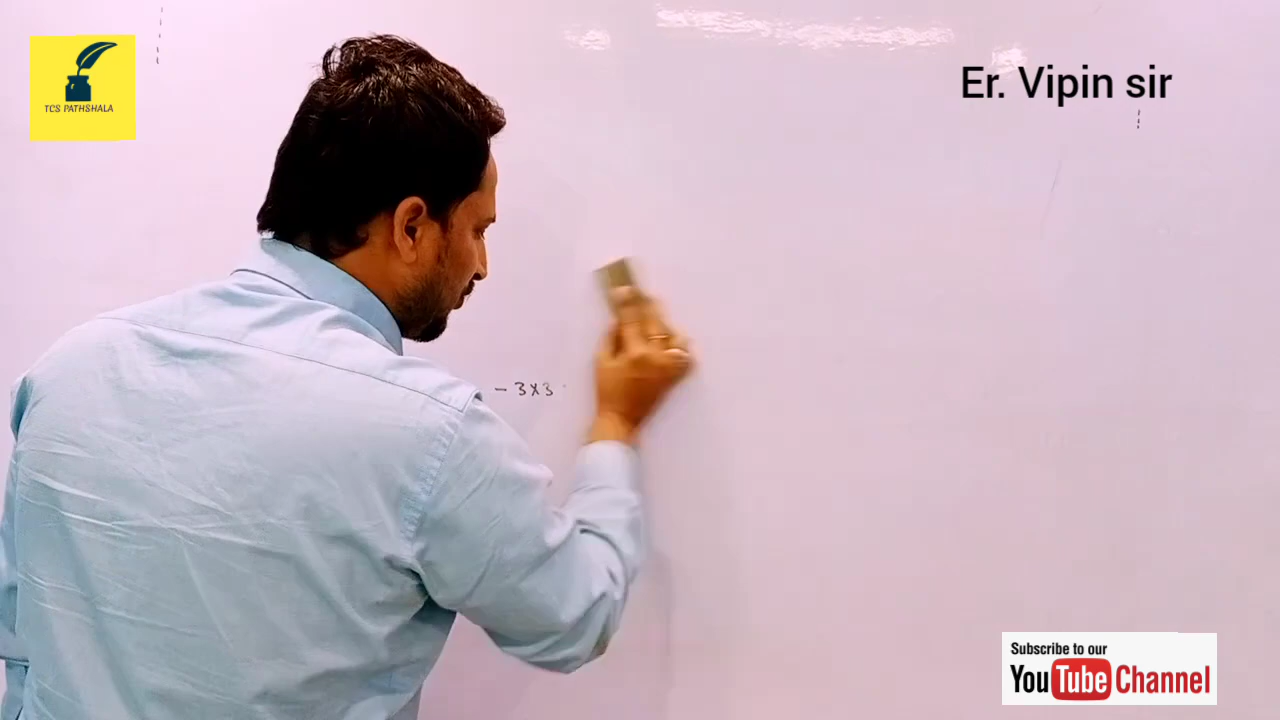 TCS PATHSHALA
Er. Vipin sir
- 3x3
Subscribe to our
YouTube Channel